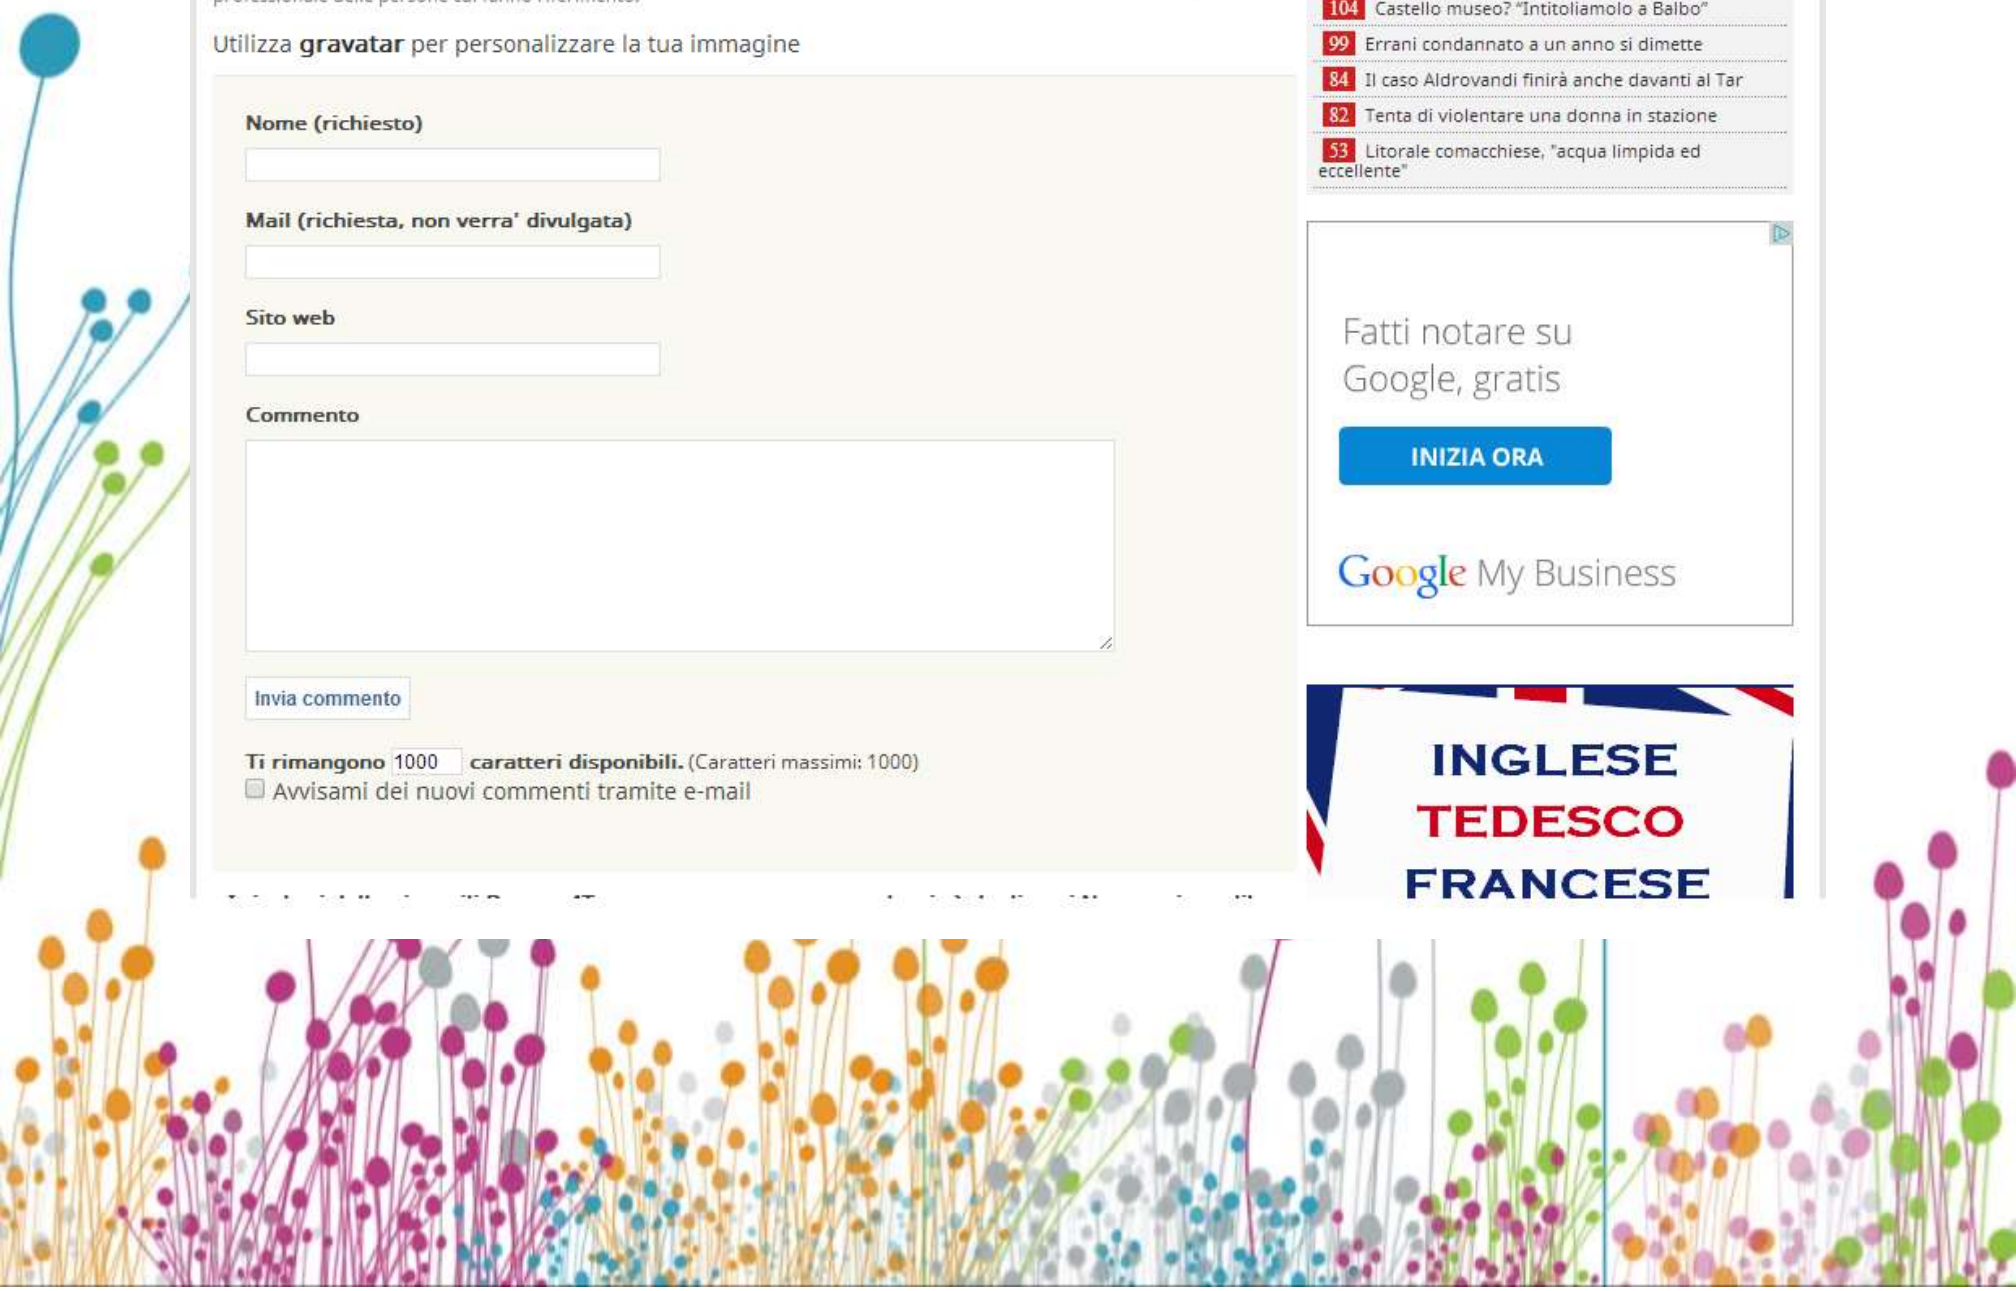 Utilizza gravatar per personalizzare la tua immagine
Nome (richiesto)
Mail (richiesta, non verra' divulgata)
Sito web
Commento
Invia commento
Ti rimangono 1000 caratteri disponibili. (Caratteri massimi: 1000)
Avvisami dei nuovi commenti tramite e-mail
104 Castello museo? “Intitoliamolo a Balbo”
99 Errani condannato a un anno si dimette
84 Il caso Aldrovandi finirà anche davanti al Tar
82 Tenta di violentare una donna in stazione
53 Litorale comacchiese, "acqua limpida ed
eccellente"
Fatti notare su
Google, gratis
INIZIA ORA
Google My Business
INGLESE
TEDESCO
FRANCESE